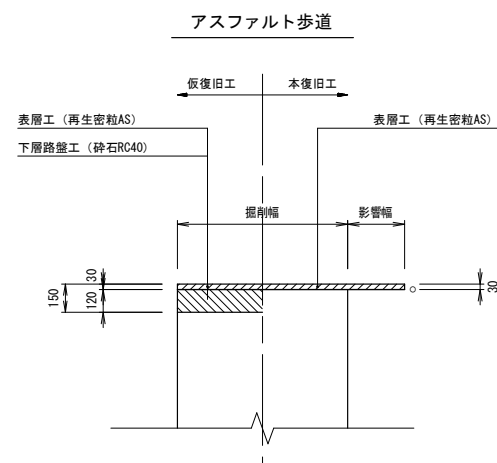 アスファルト歩道
仮復旧工
本復旧工
表層工（再生密粒AS）
表層工（再生密粒AS）
下層路盤工（砕石RC40）
掘削幅
影響幅
30
150
120
30